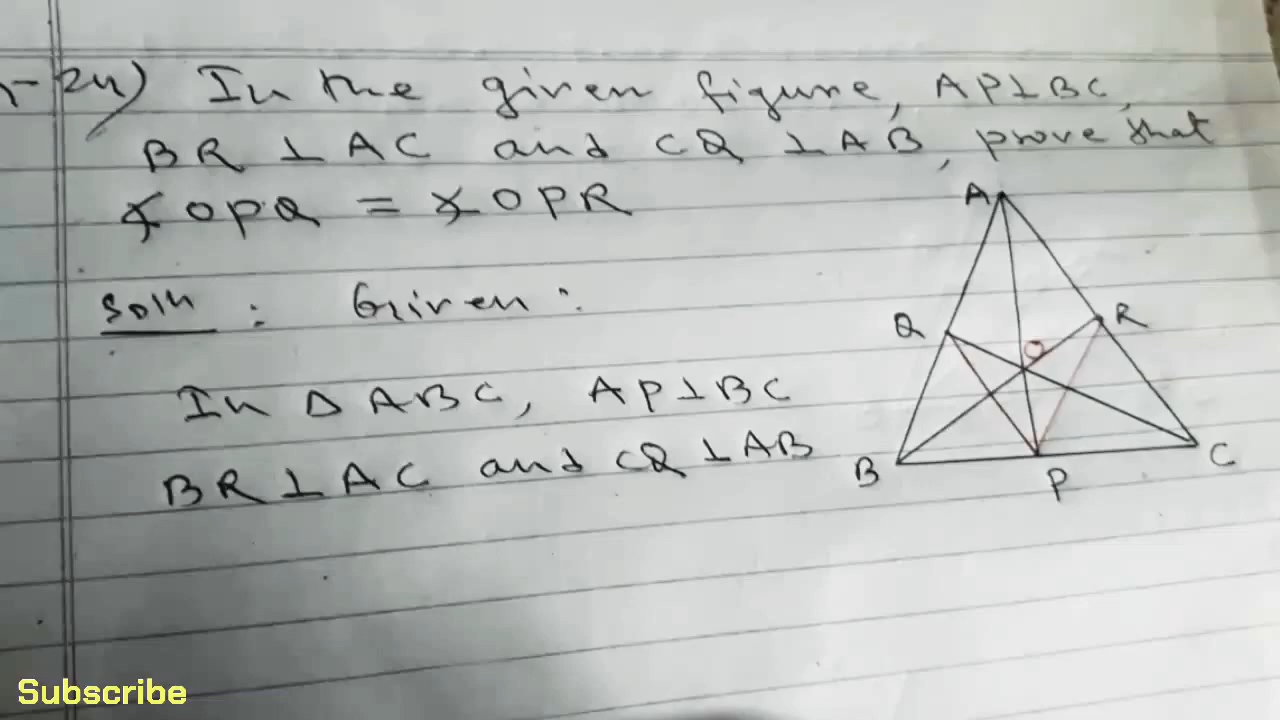 -24) In the given figure, AP⊥BC,
BR ⊥ AC and CQ ⊥AB, prove that
∡OPQ = ∡OPR
Soln : Given :
In △ABC, AP⊥BC
BR⊥AC and CQ⊥AB
A
Q
R
O
B
P
C
Subscribe